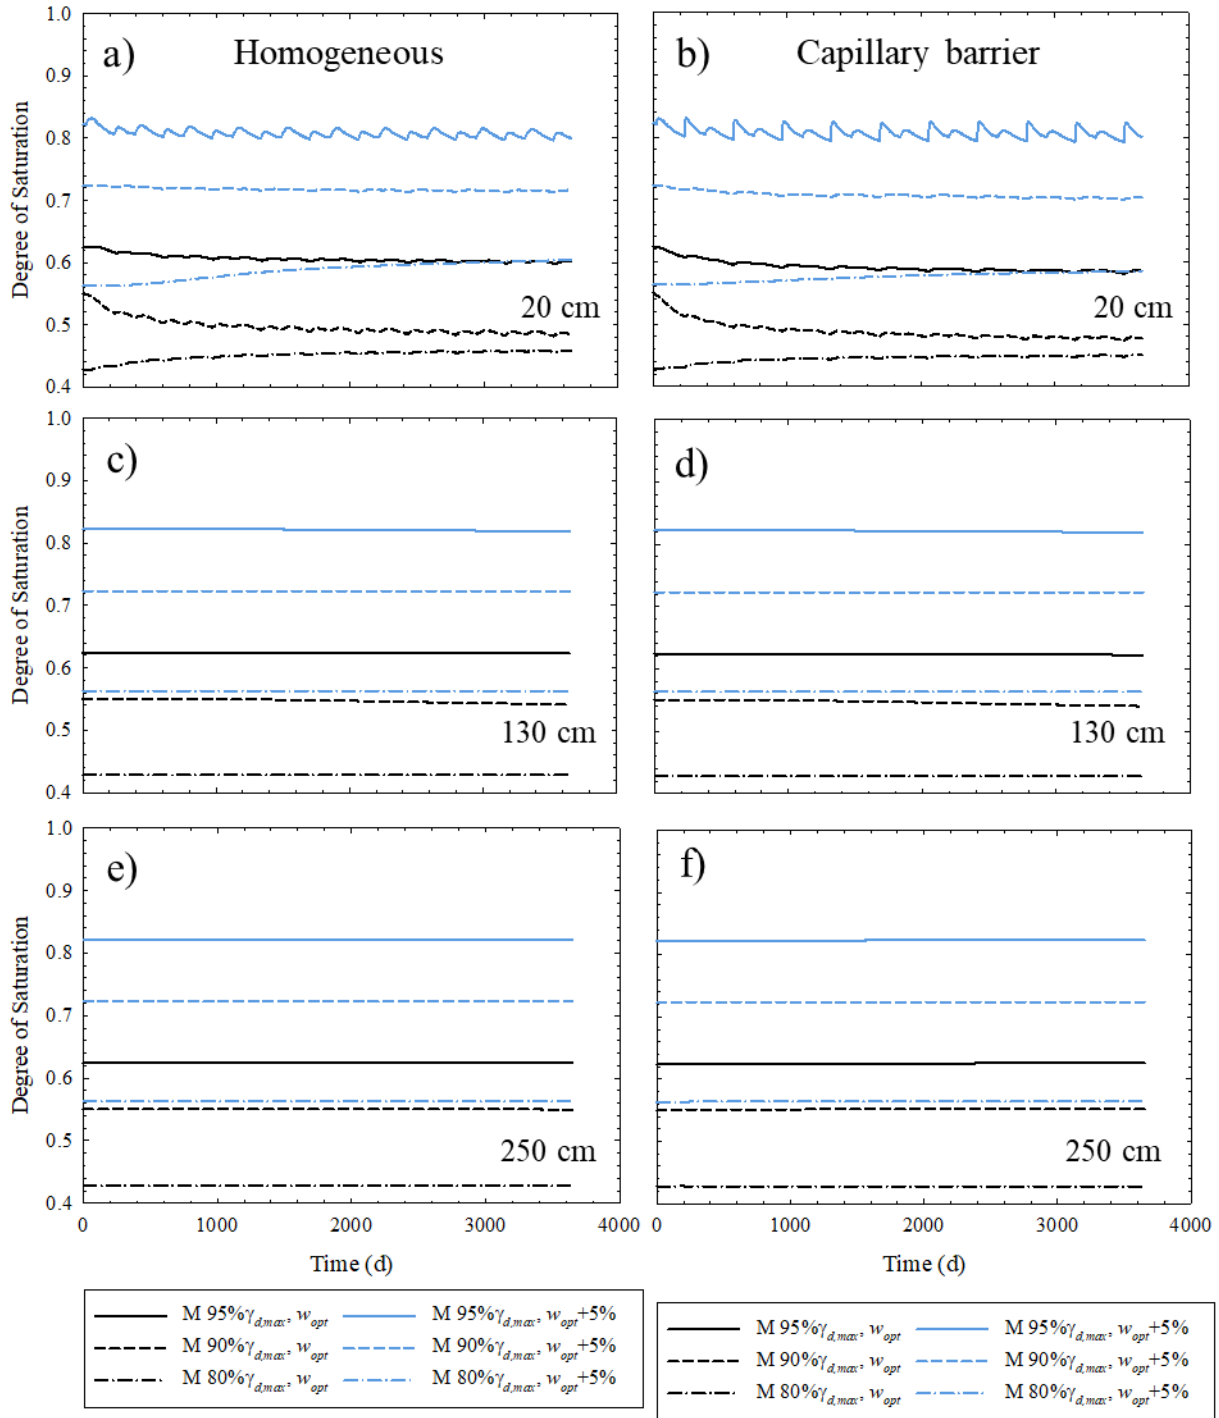 1.0
0.9
0.8
0.7
0.6
0.5
0.4
Degree of Saturation
a) Homogeneous
20 cm
b) Capillary barrier
20 cm
1.0
0.9
0.8
0.7
0.6
0.5
0.4
Degree of Saturation
c)
130 cm
d)
130 cm
1.0
0.9
0.8
0.7
0.6
0.5
0.4
Degree of Saturation
e)
250 cm
f)
250 cm
0 1000 2000 3000 4000
Time (d)
0 1000 2000 3000 4000
Time (d)
M 95%γd,max, wopt M 95%γd,max, wopt+5%
M 90%γd,max, wopt M 90%γd,max, wopt+5%
M 80%γd,max, wopt M 80%γd,max, wopt+5%
M 95%γd,max, wopt M 95%γd,max, wopt+5%
M 90%γd,max, wopt M 90%γd,max, wopt+5%
M 80%γd,max, wopt M 80%γd,max, wopt+5%